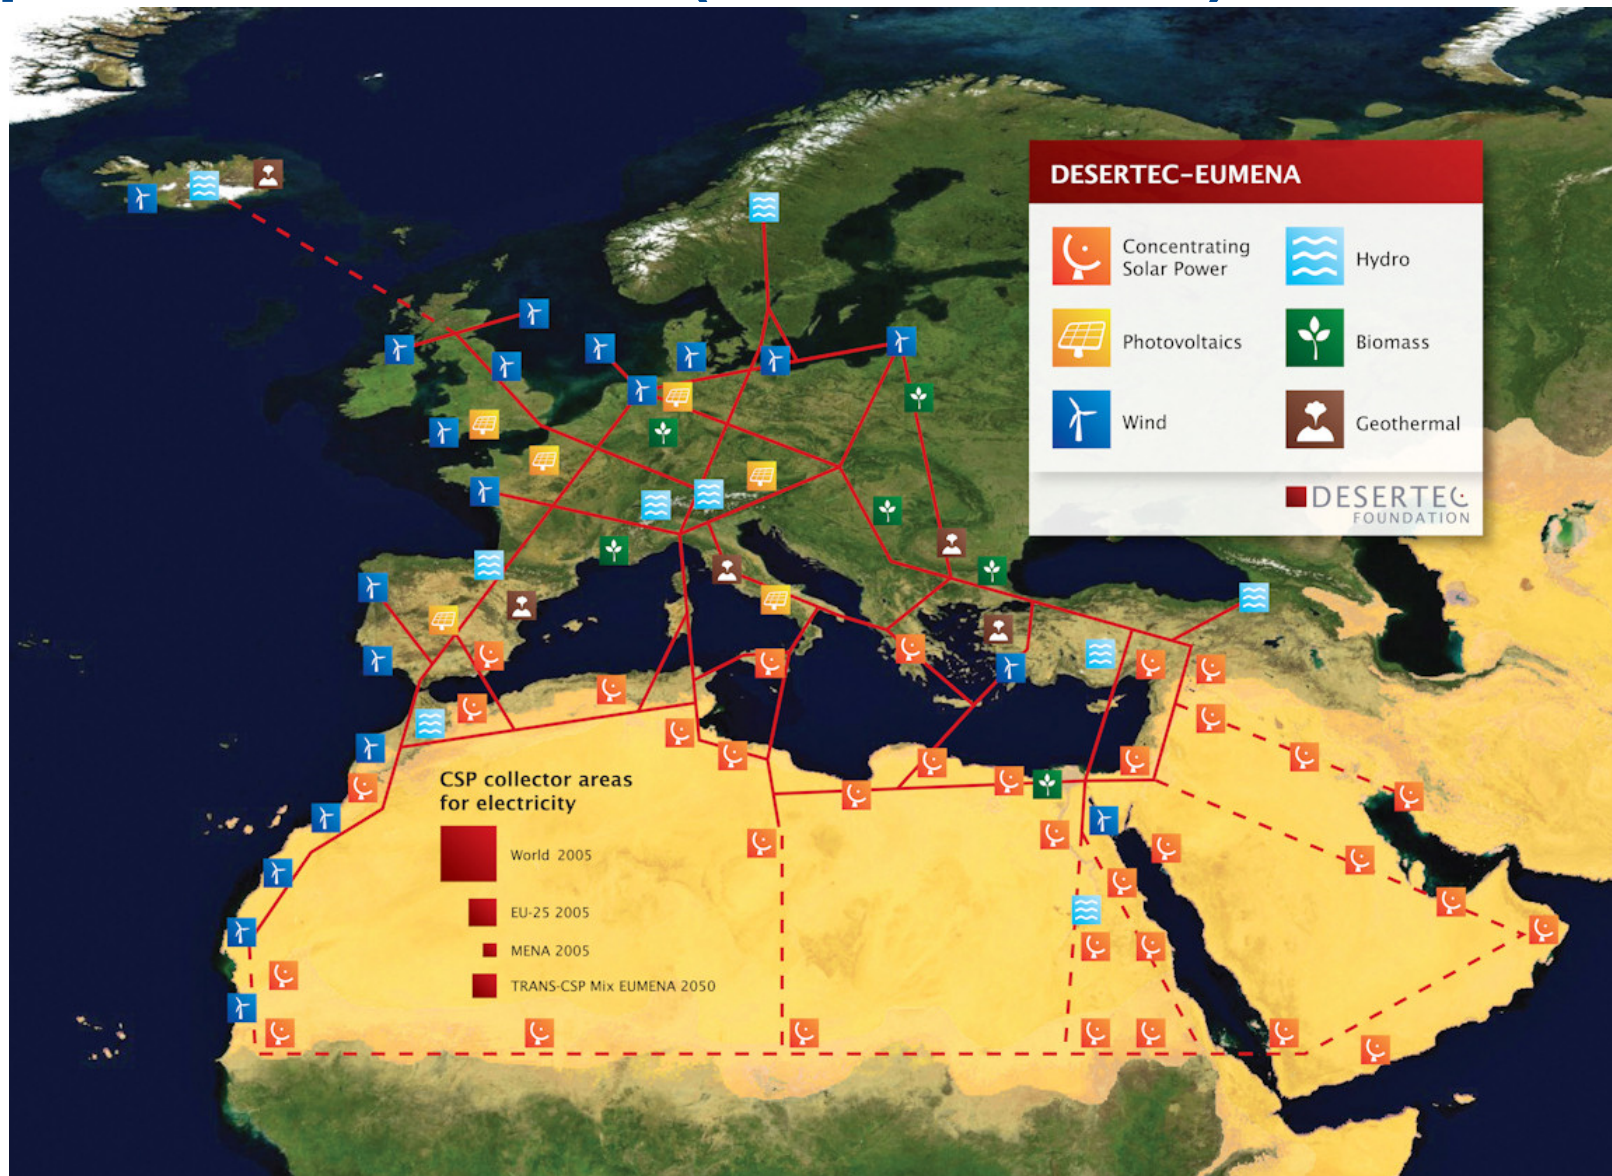 DESERTEC–EUMENA
Concentrating
Solar Power
Hydro
Photovoltaics
Biomass
Wind
Geothermal
DESERTEC
FOUNDATION
CSP collector areas
for electricity
World 2005
EU-25 2005
MENA 2005
TRANS-CSP Mix EUMENA 2050